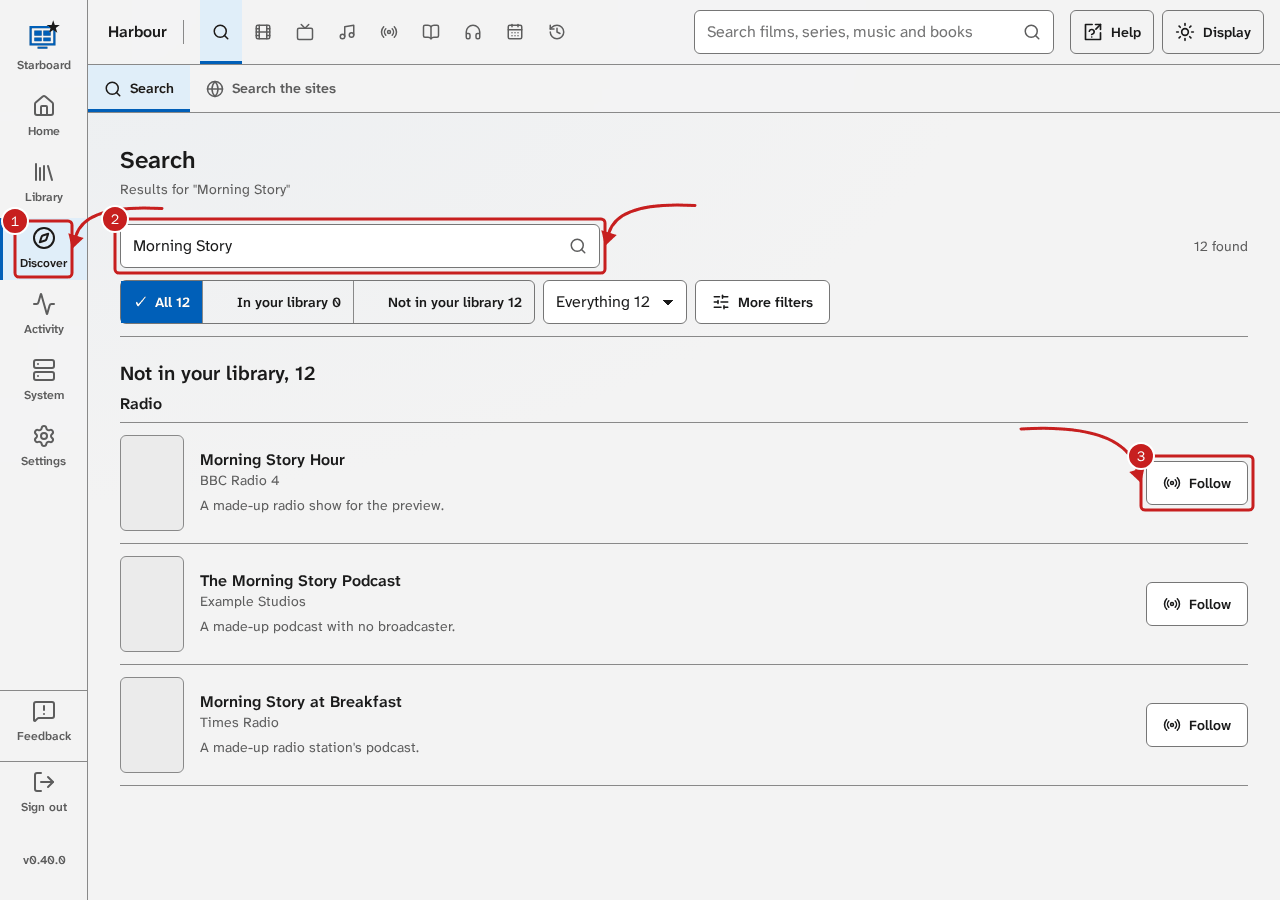 Starboard
Home
Library
1
Discover
Activity
System
Settings
Feedback
Sign out
v0.40.0
Harbour
Search films, series, music and books
Help
Display
Search
Search the sites
Search
Results for "Morning Story"
2
Morning Story
12 found
✓ All 12
In your library 0
Not in your library 12
Everything 12
More filters
Not in your library, 12
Radio
Morning Story Hour
BBC Radio 4
A made-up radio show for the preview.
3
Follow
The Morning Story Podcast
Example Studios
A made-up podcast with no broadcaster.
Follow
Morning Story at Breakfast
Times Radio
A made-up radio station's podcast.
Follow